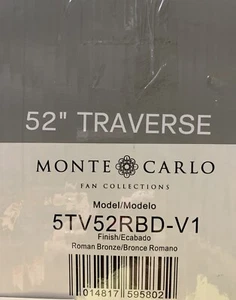 52" TRAVERSE
MONTE CARLO
FAN COLLECTIONS
Model/Modelo
5TV52RBD-V1
Finish/Ecabado
Roman Bronze/Bronce Romano
014817 595802